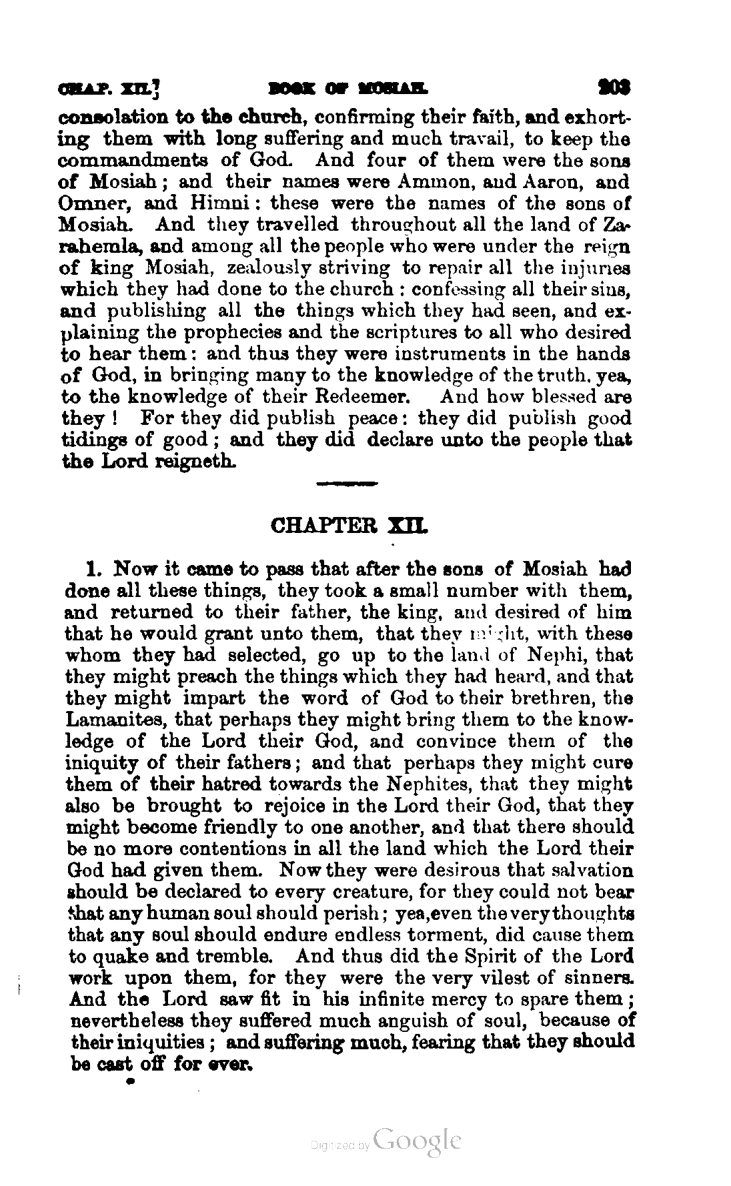 CHAP. XII.] BOOK OF MOSIAH. 203
consolation to the church, confirming their faith, and exhort-
ing them with long suffering and much travail, to keep the
commandments of God. And four of them were the sons
of Mosiah; and their names were Ammon, and Aaron, and
Omner, and Himni: these were the names of the sons of
Mosiah. And they travelled throughout all the land of Za-
rahemla, and among all the people who were under the reign
of king Mosiah, zealously striving to repair all the injuries
which they had done to the church: confessing all their sins,
and publishing all the things which they had seen, and ex-
plaining the prophecies and the scriptures to all who desired
to hear them: and thus they were instruments in the hands
of God, in bringing many to the knowledge of the truth. yea,
to the knowledge of their Redeemer. And how blessed are
they! For they did publish peace: they did publish good
tidings of good; and they did declare unto the people that
the Lord reigneth.
CHAPTER XII.
1. Now it came to pass that after the sons of Mosiah had
done all these things, they took a small number with them,
and returned to their father, the king, and desired of him
that he would grant unto them, that they might, with these
whom they had selected, go up to the land of Nephi, that
they might preach the things which they had heard, and that
they might impart the word of God to their brethren, the
Lamanites, that perhaps they might bring them to the know-
ledge of the Lord their God, and convince them of the
iniquity of their fathers; and that perhaps they might cure
them of their hatred towards the Nephites, that they might
also be brought to rejoice in the Lord their God, that they
might become friendly to one another, and that there should
be no more contentions in all the land which the Lord their
God had given them. Now they were desirous that salvation
should be declared to every creature, for they could not bear
that any human soul should perish; yea,even the very thoughts
that any soul should endure endless torment, did cause them
to quake and tremble. And thus did the Spirit of the Lord
work upon them, for they were the very vilest of sinners.
And the Lord saw fit in his infinite mercy to spare them;
nevertheless they suffered much anguish of soul, because of
their iniquities; and suffering much, fearing that they should
be cast off for ever.
Digitized by Google